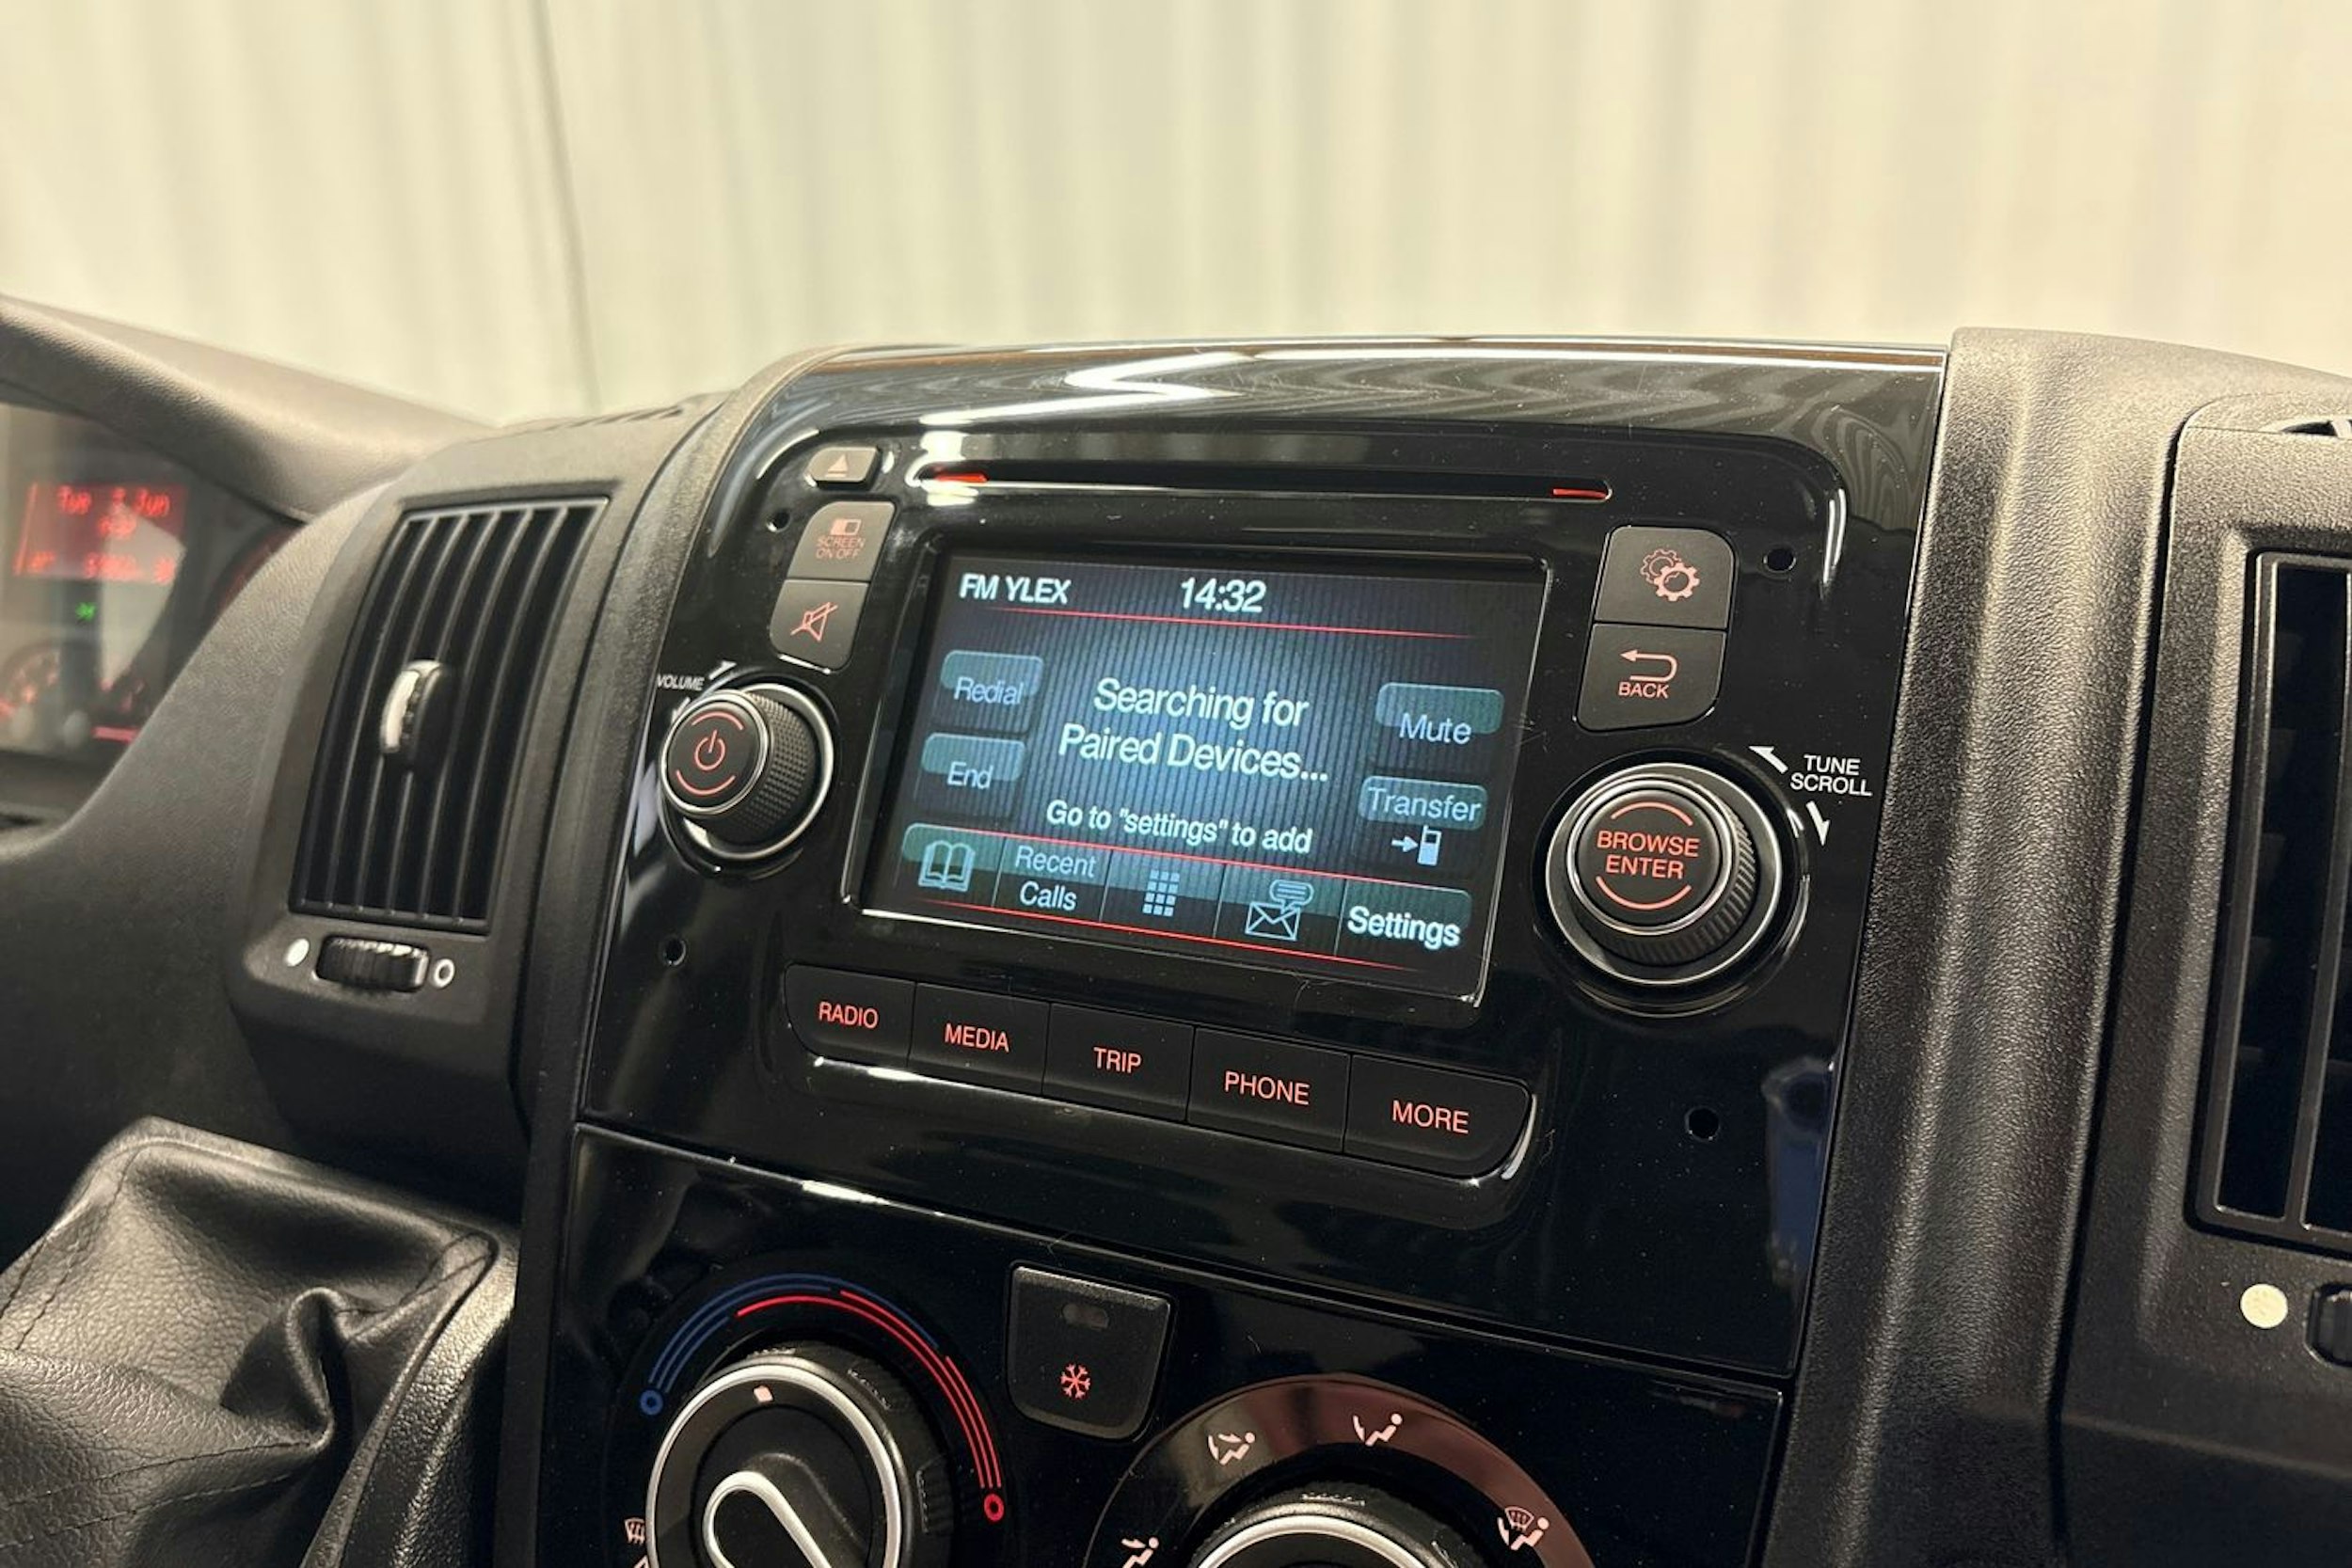 SCREEN
ON/OFF
VOLUME
FM YLEX
14:32
Redial
End
Searching for
Paired Devices...
Go to "settings" to add
Mute
Transfer
Recent
Calls
Settings
BACK
TUNE
SCROLL
BROWSE
ENTER
RADIO
MEDIA
TRIP
PHONE
MORE